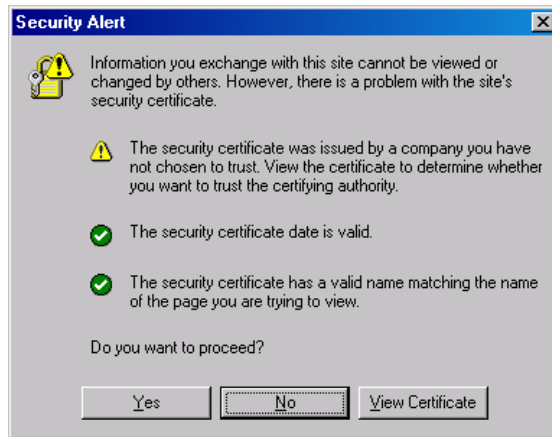 Security Alert
Information you exchange with this site cannot be viewed or
changed by others. However, there is a problem with the site's
security certificate.
The security certificate was issued by a company you have
not chosen to trust. View the certificate to determine whether
you want to trust the certifying authority.
The security certificate date is valid.
The security certificate has a valid name matching the name
of the page you are trying to view.
Do you want to proceed?
Yes No View Certificate